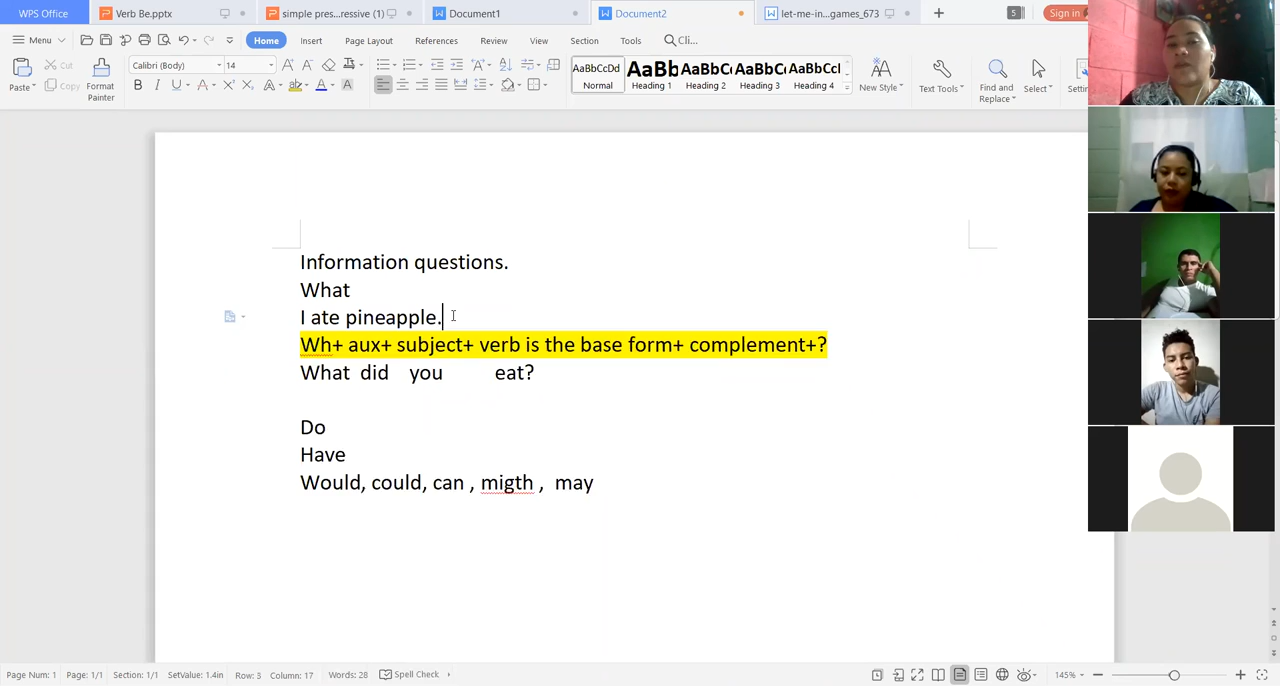 WPS Office
Verb Be.pptx
simple pres...ressive (1)
Document1
Document2
let-me-in...games_673
+
5
Sign in
Menu
Home
Insert
Page Layout
References
Review
View
Section
Tools
Cli...
Paste
Cut
Copy
Format Painter
Calibri (Body)
14
AaBbCcDd
Normal
AaBb
Heading 1
AaBbC
Heading 2
AaBbC
Heading 3
AaBbCcI
Heading 4
New Style
Text Tools
Find and Replace
Select
Information questions.
What
I ate pineapple.
Wh+ aux+ subject+ verb is the base form+ complement+?
What did you eat?
Do
Have
Would, could, can , migth , may
Page Num: 1 Page: 1/1 Section: 1/1 SetValue: 1.4in Row: 3 Column: 17 Words: 28 Spell Check
145%